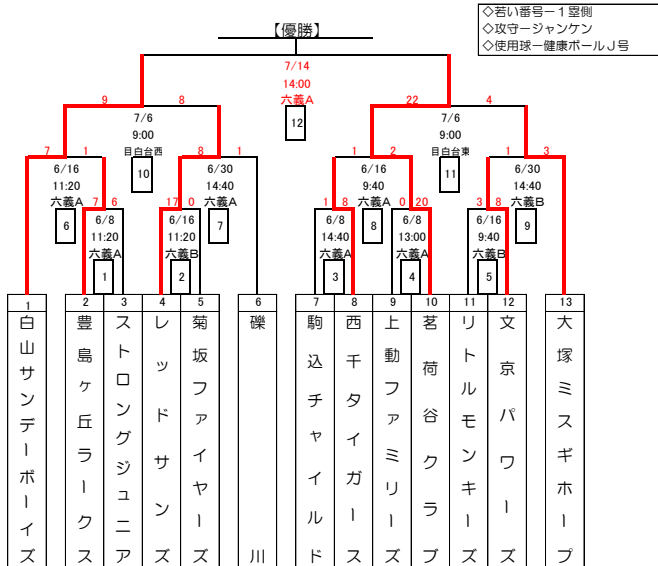 ◇若い番号－１塁側
◇攻守－ジャンケン
◇使用球－健康ボールＪ号
【優勝】
7/14
14:00
六義A
12
9 8
22 4
7/6
9:00
目白台西
10
7/6
9:00
目白台東
11
7 1
8 1
1 2
1 3
6/16
11:20
六義A
6
6/30
14:40
六義A
7
6/16
9:40
六義A
8
6/30
14:40
六義B
9
7 6
17 0
1 8
0 20
3 8
6/8
11:20
六義A
1
6/16
11:20
六義B
2
6/8
14:40
六義A
3
6/8
13:00
六義A
4
6/16
9:40
六義B
5
1
白山サンデーボーイズ
2
豊島ヶ丘ラークス
3
ストロングジュニア
4
レッドサンズ
5
菊坂ファイヤーズ
6
礫川
7
駒込チャイルド
8
西千タイガース
9
上動ファミリーズ
10
茗荷谷クラブ
11
リトルモンキーズ
12
文京パワーズ
13
大塚ミスギホープ